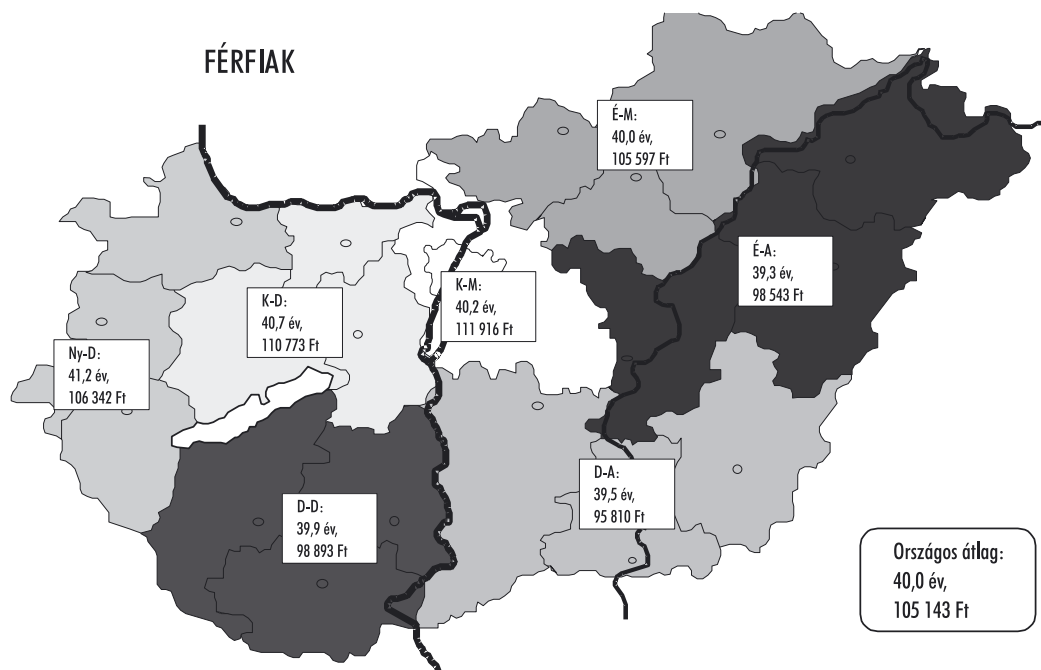 FÉRFIAK
É-M:
40,0 év,
105 597 Ft
É-A:
39,3 év,
98 543 Ft
K-M:
40,2 év,
111 916 Ft
K-D:
40,7 év,
110 773 Ft
Ny-D:
41,2 év,
106 342 Ft
D-A:
39,5 év,
95 810 Ft
D-D:
39,9 év,
98 893 Ft
Országos átlag:
40,0 év,
105 143 Ft